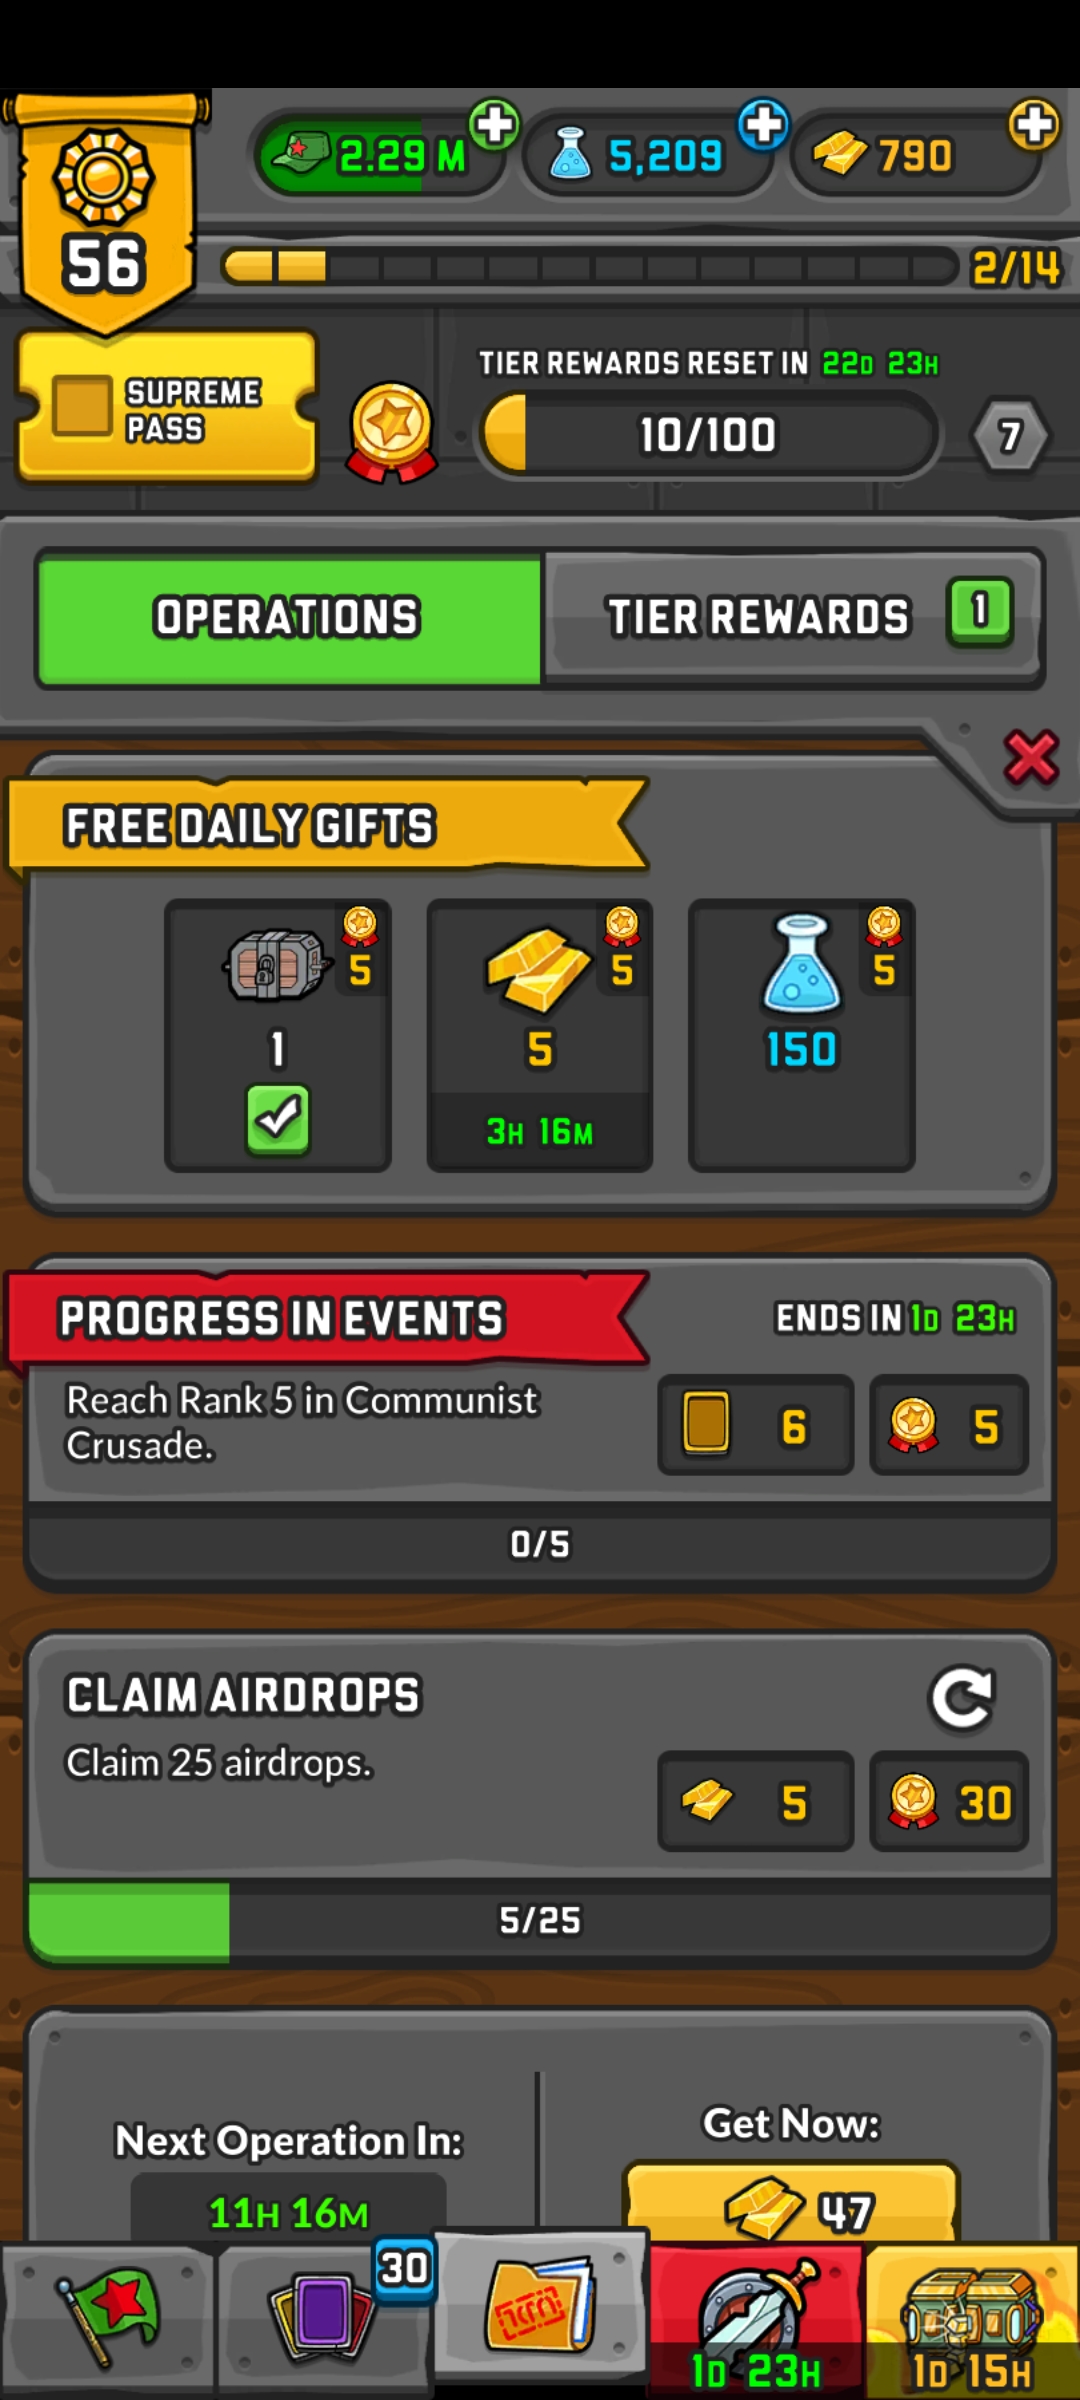 2.29 M
5,209
790
56
2/14
SUPREME
PASS
TIER REWARDS RESET IN 22D 23H
10/100
7
OPERATIONS
TIER REWARDS
1
FREE DAILY GIFTS
5
5
5
1
5
150
3H 16M
PROGRESS IN EVENTS
ENDS IN 1D 23H
Reach Rank 5 in Communist
Crusade.
6
5
0/5
CLAIM AIRDROPS
Claim 25 airdrops.
5
30
5/25
Next Operation In:
Get Now:
11H 16M
47
30
1D 23H
1D 15H